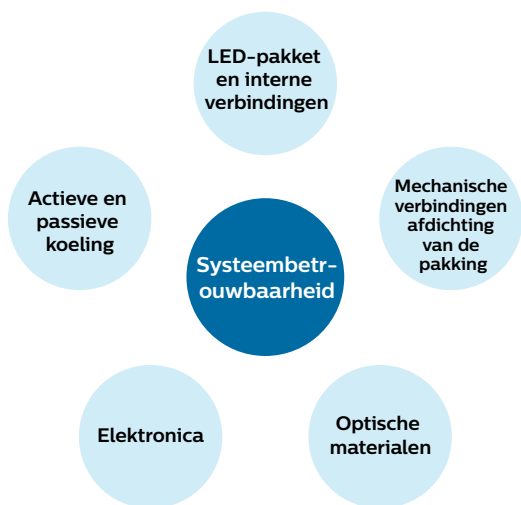 LED-pakket
en interne
verbindingen
Actieve en
passieve
koeling
Mechanische
verbindingen
afdichting
van de
pakking
Systeembetr-
ouwbaarheid
Elektronica
Optische
materialen